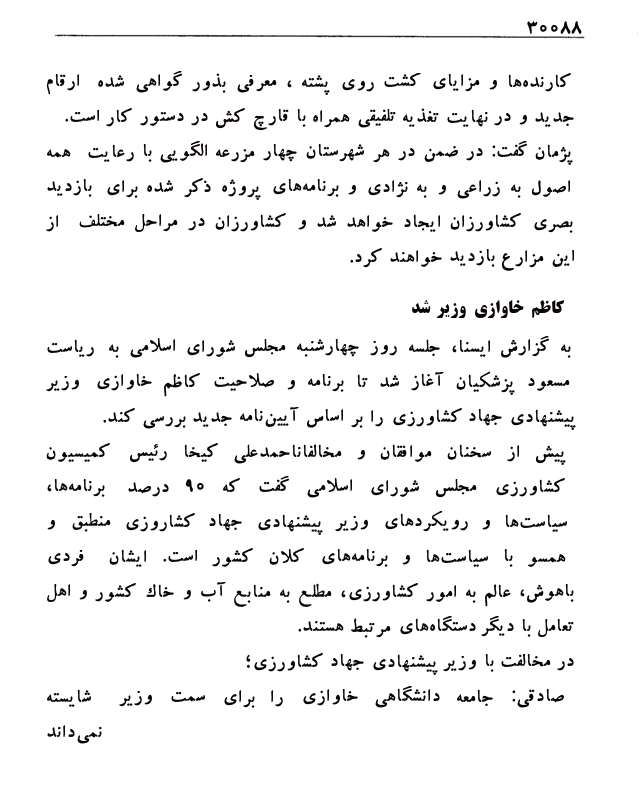 ۳۰۰۸۸
کارنده‌ها و مزایای کشت روی پشته ، معرفی بذور گواهی شده ارقام
جدید و در نهایت تغذیه تلفیقی همراه با قارچ کش در دستور کار است.
پژمان گفت: در ضمن در هر شهرستان چهار مزرعه الگویی با رعایت همه
اصول به زراعی و به نژادی و برنامه‌های پروژه ذکر شده برای بازدید
بصری کشاورزان ایجاد خواهد شد و کشاورزان در مراحل مختلف از
این مزارع بازدید خواهند کرد.
کاظم خاوازی وزیر شد
به گزارش ایسنا، جلسه روز چهارشنبه مجلس شورای اسلامی به ریاست
مسعود پزشکیان آغاز شد تا برنامه و صلاحیت کاظم خاوازی وزیر
پیشنهادی جهاد کشاورزی را بر اساس آیین‌نامه جدید بررسی کند.
پیش از سخنان موافقان و مخالفاناحمدعلی کیخا رئیس کمیسیون
کشاورزی مجلس شورای اسلامی گفت که ۹۰ درصد برنامه‌ها،
سیاست‌ها و رویکردهای وزیر پیشنهادی جهاد کشاروزی منطبق و
همسو با سیاست‌ها و برنامه‌های کلان کشور است. ایشان فردی
باهوش، عالم به امور کشاورزی، مطلع به منابع آب و خاك کشور و اهل
تعامل با دیگر دستگاه‌های مرتبط هستند.
در مخالفت با وزیر پیشنهادی جهاد کشاورزی؛
صادقی: جامعه دانشگاهی خاوازی را برای سمت وزیر شایسته
نمی‌داند